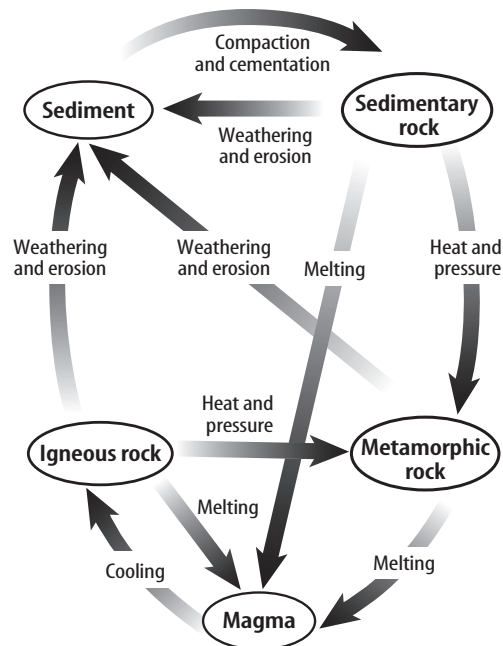 Compaction
and cementation
Sediment
Sedimentary
rock
Weathering
and erosion
Weathering
and erosion
Weathering
and erosion
Melting
Heat and
pressure
Heat and
pressure
Igneous rock
Metamorphic
rock
Melting
Cooling
Melting
Magma